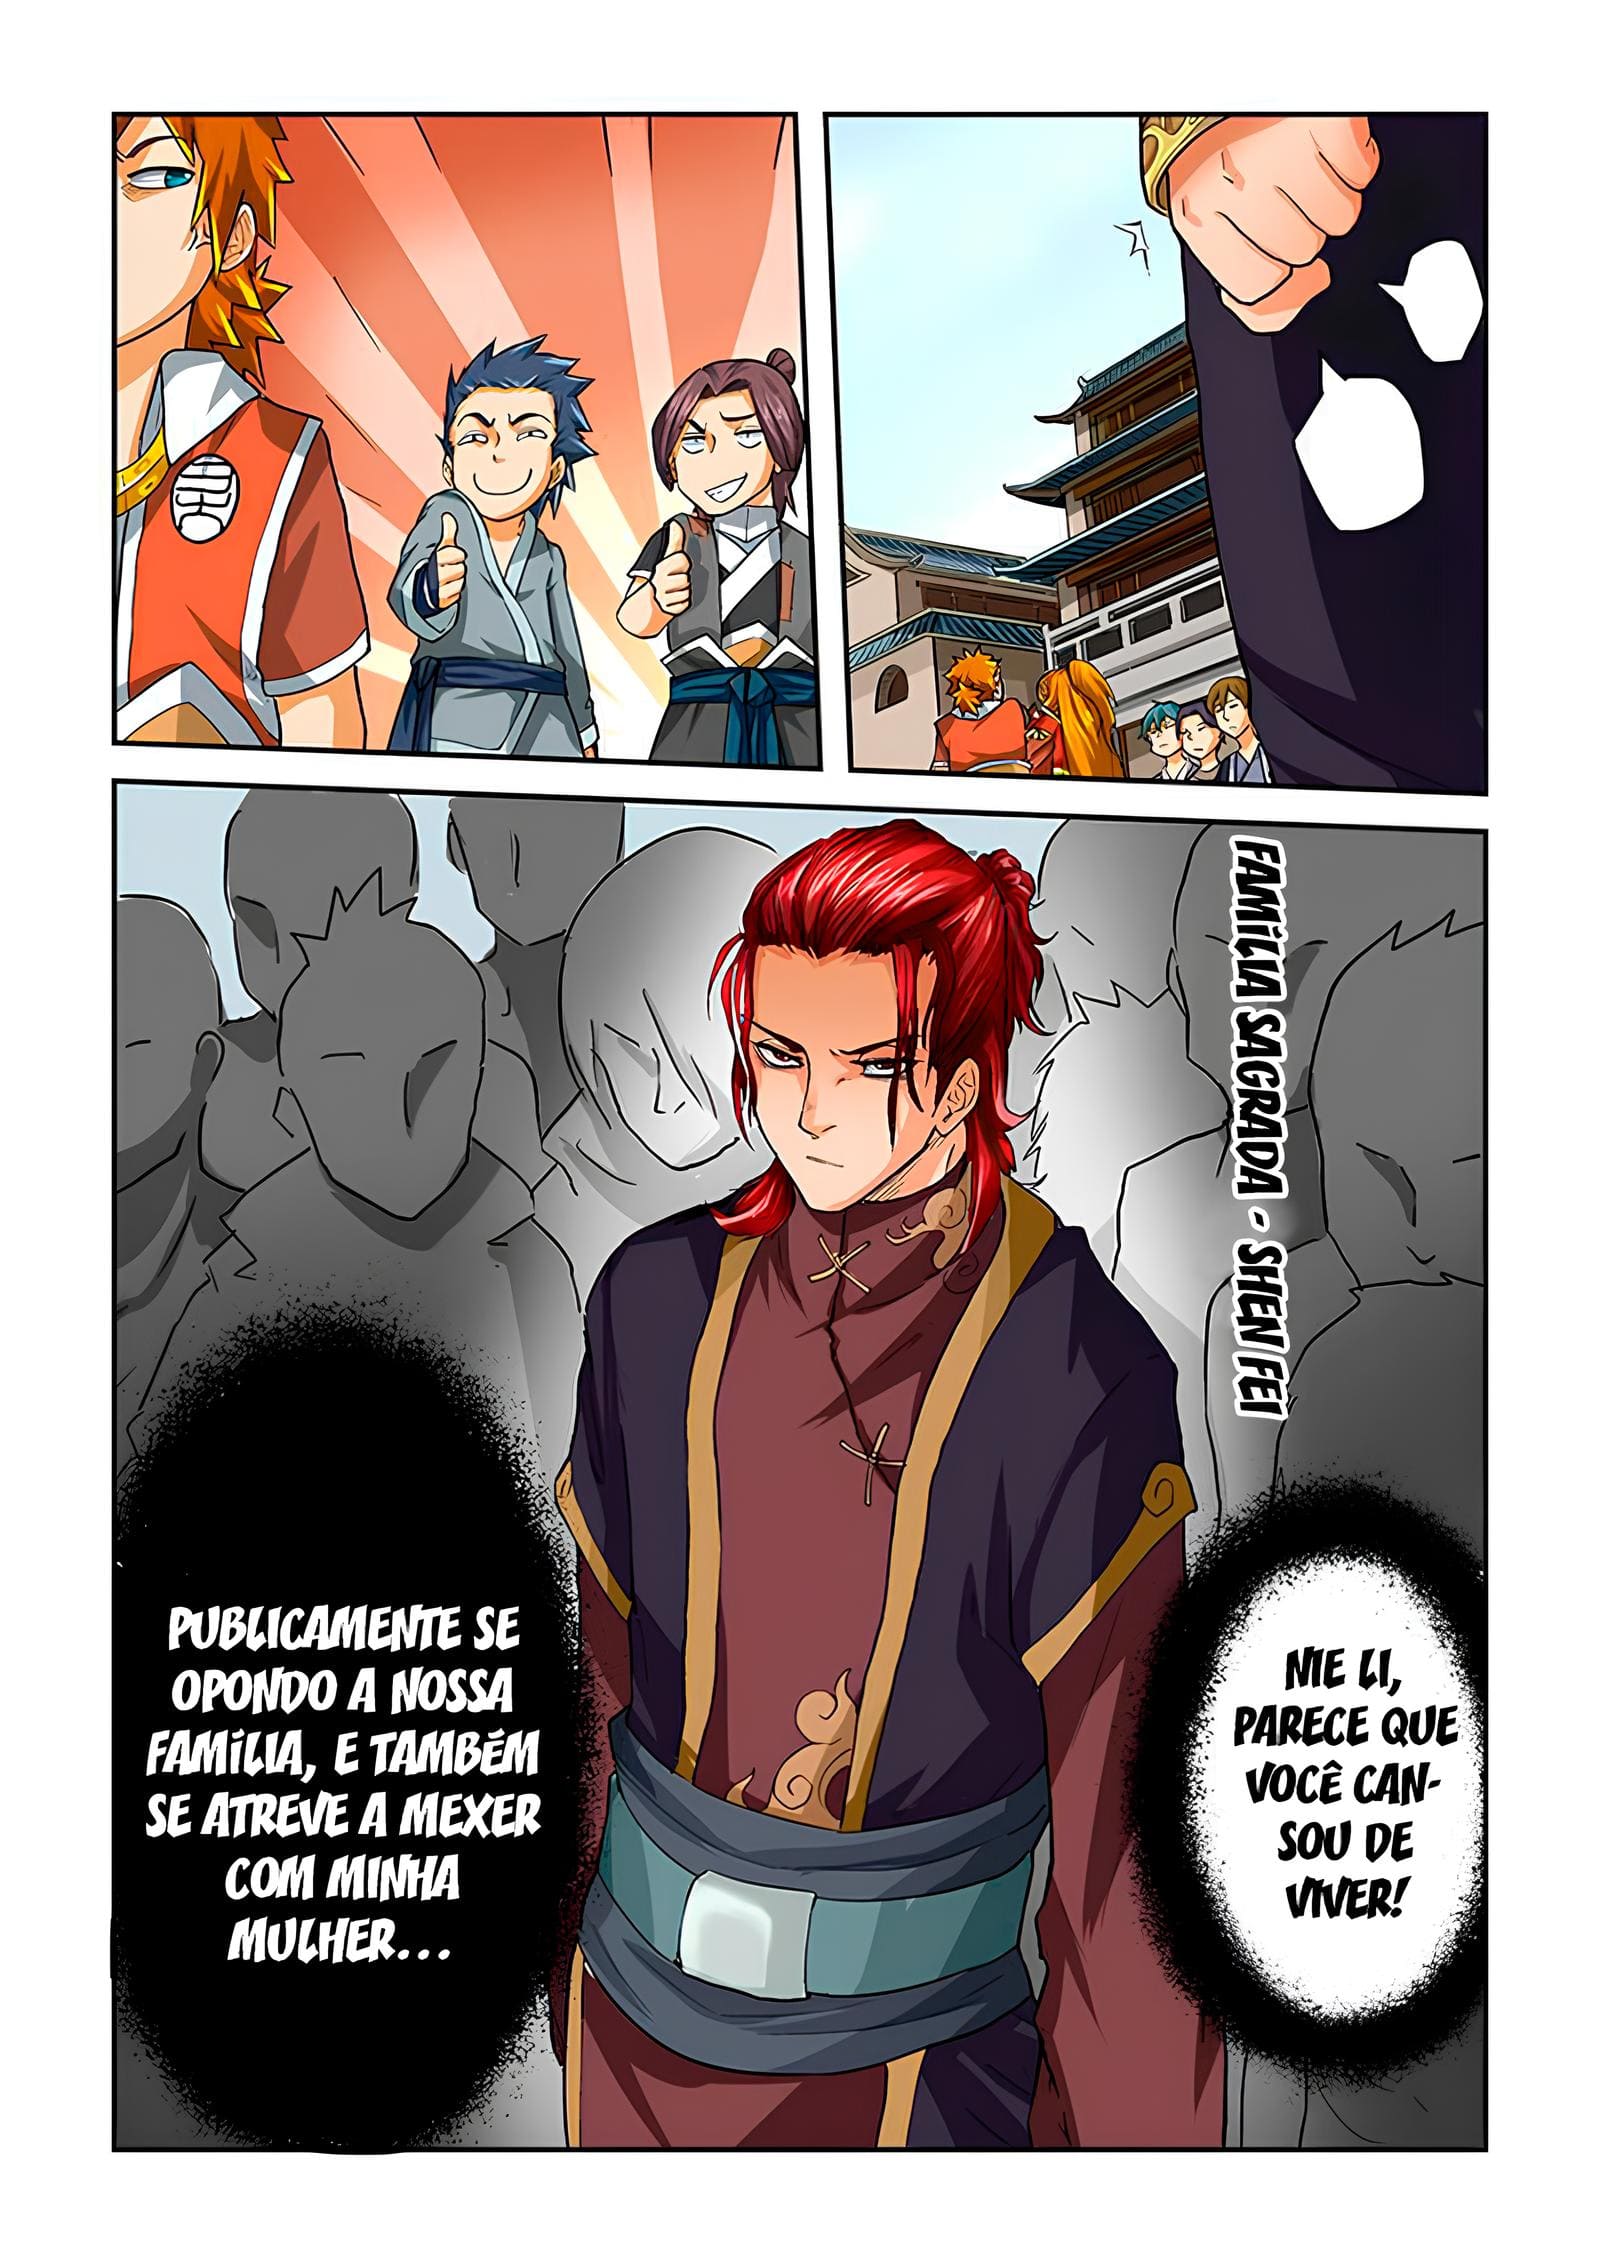 FAMÍLIA SAGRADA - SHEN FEI
NIE LI,
PARECE QUE
VOCÊ CAN-
SOU DE
VIVER!
PUBLICAMENTE SE
OPONDO A NOSSA
FAMÍLIA, E TAMBÉM
SE ATREVE A MEXER
COM MINHA
MULHER...